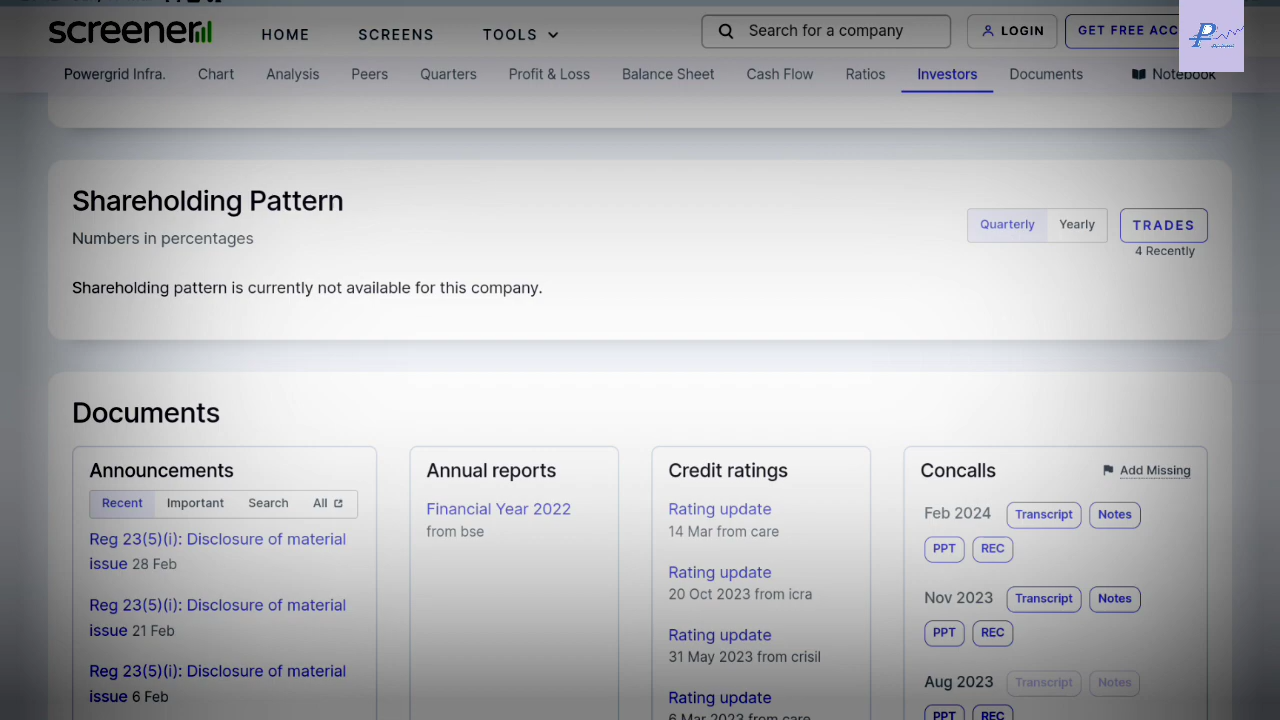 screener
HOME
SCREENS
TOOLS
Search for a company
LOGIN
GET FREE ACC
Powergrid Infra.
Chart
Analysis
Peers
Quarters
Profit & Loss
Balance Sheet
Cash Flow
Ratios
Investors
Documents
Notebook
Shareholding Pattern
Numbers in percentages
Quarterly
Yearly
TRADES
4 Recently
Shareholding pattern is currently not available for this company.
Documents
Announcements
Recent
Important
Search
All
Reg 23(5)(i): Disclosure of material
issue 28 Feb
Reg 23(5)(i): Disclosure of material
issue 21 Feb
Reg 23(5)(i): Disclosure of material
issue 6 Feb
Annual reports
Financial Year 2022
from bse
Credit ratings
Rating update
14 Mar from care
Rating update
20 Oct 2023 from icra
Rating update
31 May 2023 from crisil
Rating update
6 Mar 2023 from care
Concalls
Add Missing
Feb 2024
Transcript
Notes
PPT
REC
Nov 2023
Transcript
Notes
PPT
REC
Aug 2023
Transcript
Notes
PPT
REC